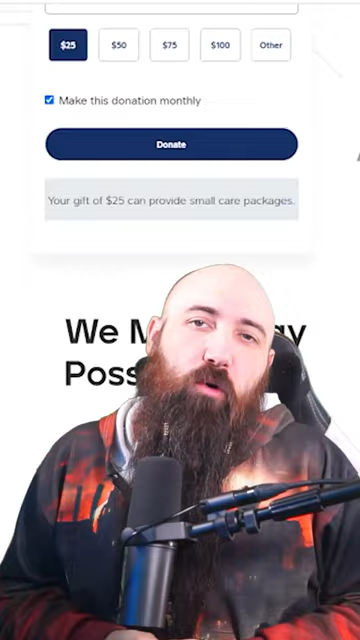 $25 $50 $75 $100 Other
Make this donation monthly
Donate
Your gift of $25 can provide small care packages.
We